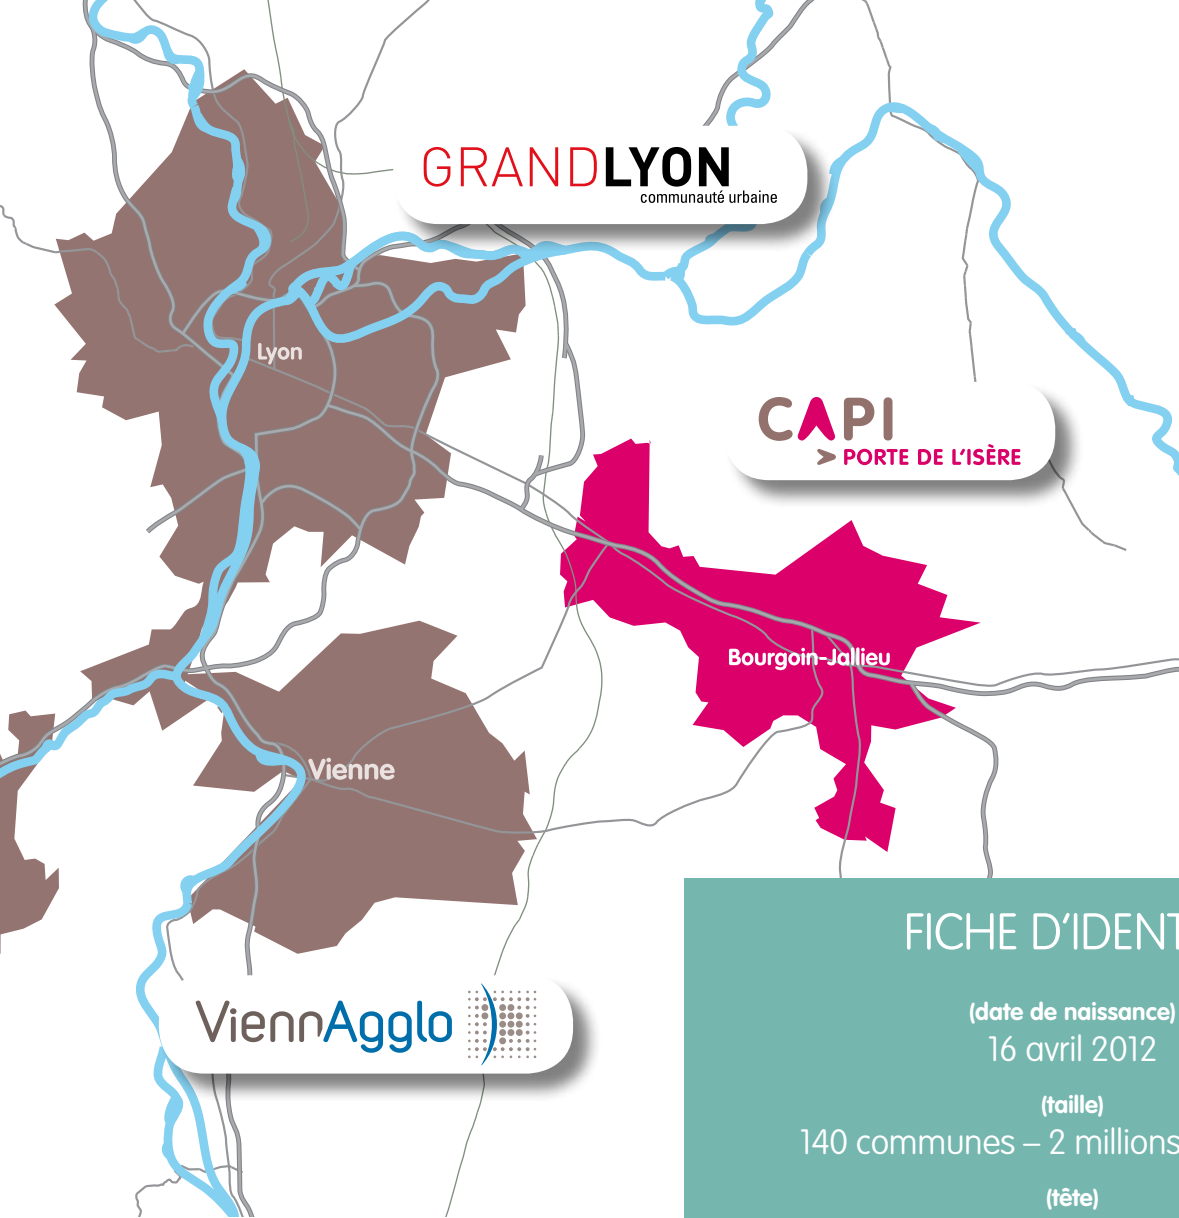 GRANDLYON
communauté urbaine
Lyon
CAPI
PORTE DE L'ISÈRE
Bourgoin-Jallieu
Vienne
ViennAgglo
FICHE D'IDENT
(date de naissance)
16 avril 2012
(taille)
140 communes – 2 millions
(tête)